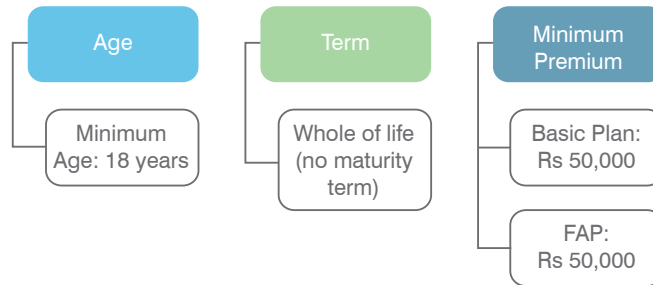 Age
Minimum
Age: 18 years
Term
Whole of life
(no maturity
term)
Minimum
Premium
Basic Plan:
Rs 50,000
FAP:
Rs 50,000